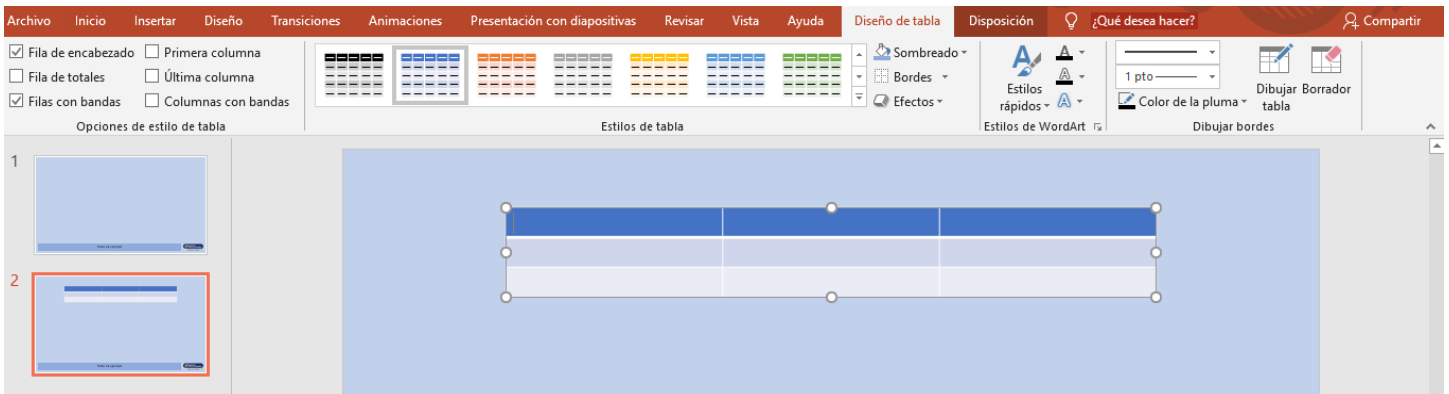 Archivo Inicio Insertar Diseño Transiciones Animaciones Presentación con diapositivas Revisar Vista Ayuda Diseño de tabla Disposición ¿Qué desea hacer? Compartir
Fila de encabezado Primera columna
Fila de totales Última columna
Filas con bandas Columnas con bandas
Opciones de estilo de tabla
Estilos de tabla
Sombreado
Bordes
Efectos
Estilos
rápidos
Estilos de WordArt
1 pto
Color de la pluma
Dibujar
tabla
Borrador
Dibujar bordes
1
2